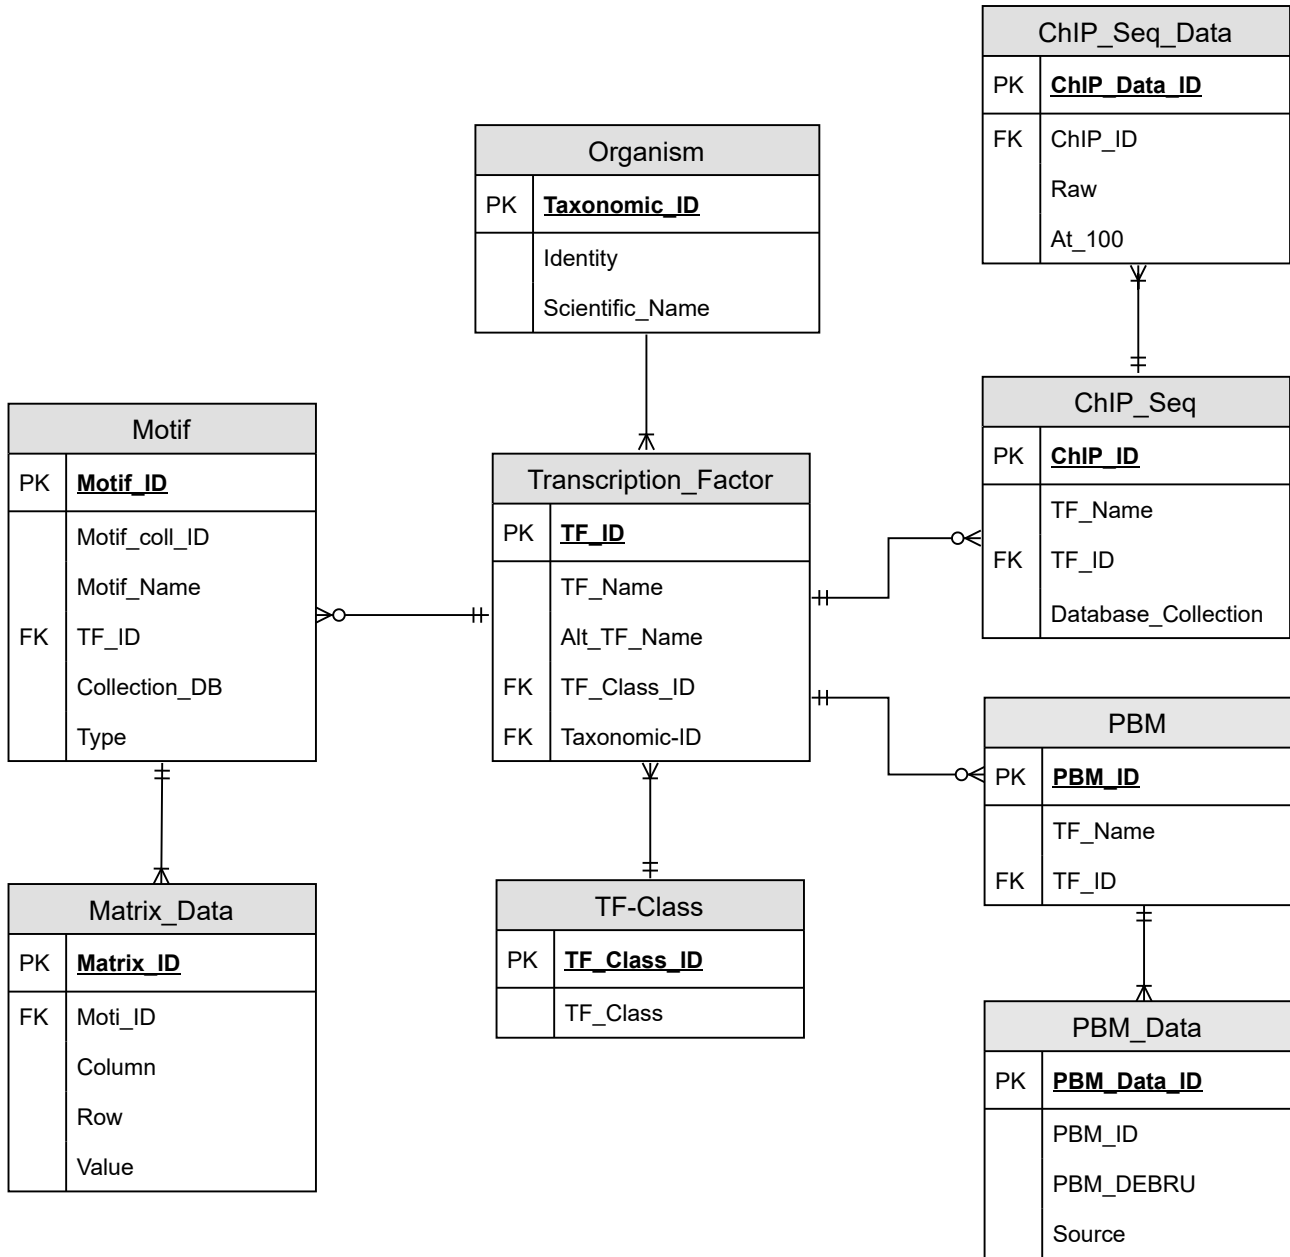 ChIP_Seq_Data
PK ChIP_Data_ID
FK ChIP_ID
Raw
At_100
Organism
PK Taxonomic_ID
Identity
Scientific_Name
Motif
PK Motif_ID
Motif_coll_ID
Motif_Name
FK TF_ID
Collection_DB
Type
Transcription_Factor
PK TF_ID
TF_Name
Alt_TF_Name
FK TF_Class_ID
FK Taxonomic-ID
ChIP_Seq
PK ChIP_ID
TF_Name
FK TF_ID
Database_Collection
PBM
PK PBM_ID
TF_Name
FK TF_ID
Matrix_Data
PK Matrix_ID
FK Moti_ID
Column
Row
Value
TF-Class
PK TF_Class_ID
TF_Class
PBM_Data
PK PBM_Data_ID
PBM_ID
PBM_DEBRU
Source